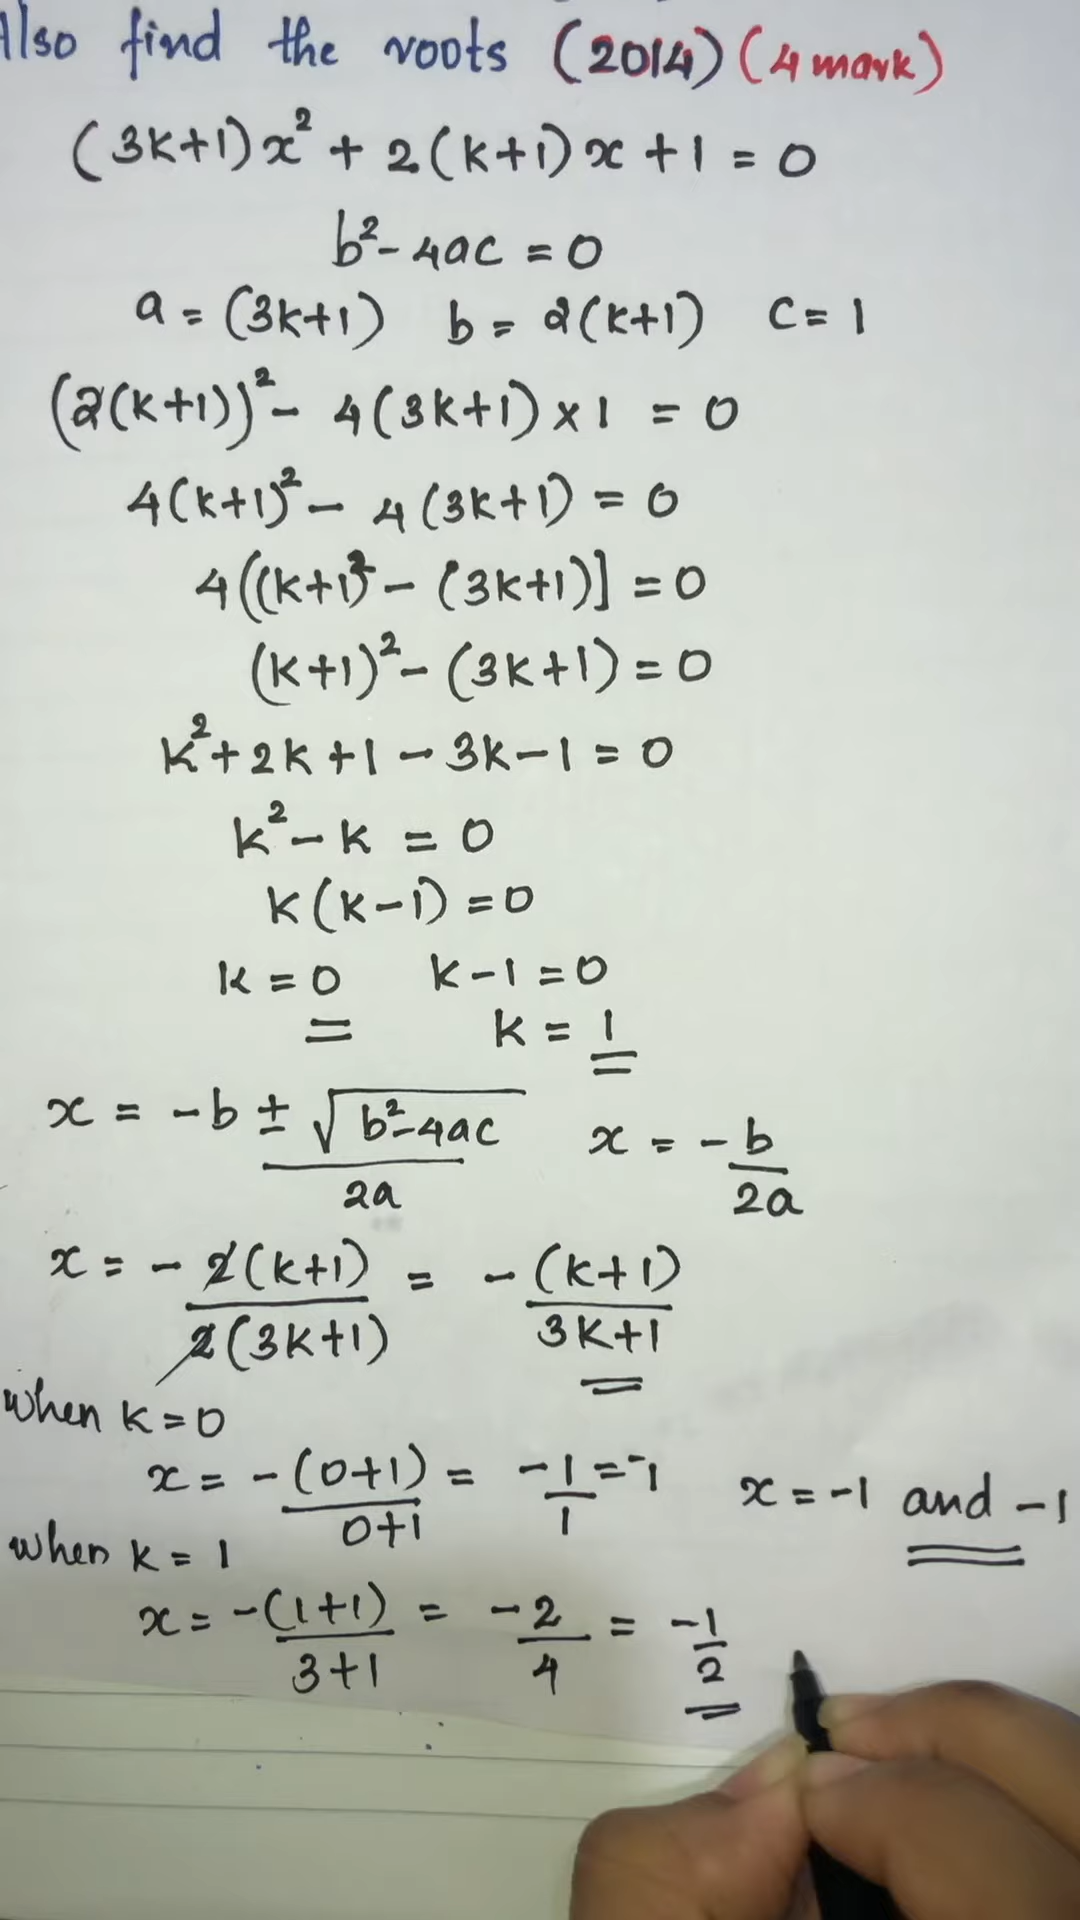 Also find the roots (2014) (4 mark)
(3k+1)x² + 2(k+1)x + 1 = 0
b² - 4ac = 0
a = (3k+1) b = 2(k+1) c = 1
(2(k+1))² - 4(3k+1) × 1 = 0
4(k+1)² - 4(3k+1) = 0
4((k+1)² - (3k+1)] = 0
(k+1)² - (3k+1) = 0
k² + 2k + 1 - 3k - 1 = 0
k² - k = 0
k(k-1) = 0
k = 0 k - 1 = 0
k = 1
x = -b ± √b²-4ac / 2a x = -b / 2a
x = -2(k+1) / 2(3k+1) = -(k+1) / 3k+1
when k = 0
x = -(0+1) / 0+1 = -1/1 = -1 x = -1 and -1
when k = 1
x = -(1+1) / 3+1 = -2/4 = -1/2